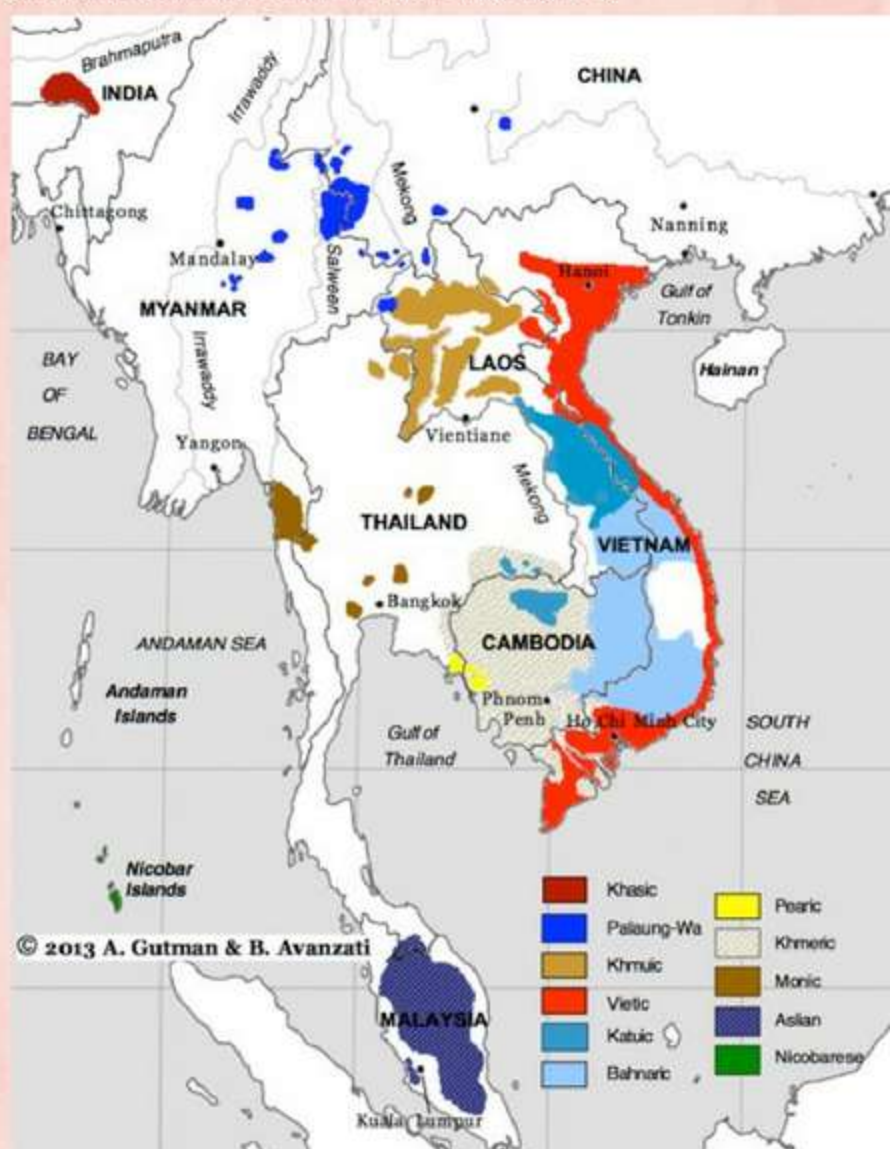 Brahmaputra
INDIA
Irrawaddy
CHINA
Mekong
Chittagong
Nanning
Mandalay
Salween
Hanoi
Gulf of
Tonkin
MYANMAR
Irrawaddy
BAY
OF
BENGAL
LAOS
Hainan
Yangon
Vientiane
Mekong
THAILAND
VIETNAM
Bangkok
ANDAMAN SEA
CAMBODIA
Andaman
Islands
Phnom
Penh
Ho Chi Minh City
Gulf of
Thailand
SOUTH
CHINA
SEA
Nicobar
Islands
© 2013 A. Gutman & B. Avanzati
MALAYSIA
Kuala Lumpur
Khasic
Palaung-Wa
Khmuic
Vietic
Katuic
Bahnaric
Pearic
Khmeric
Monic
Aslian
Nicobarese